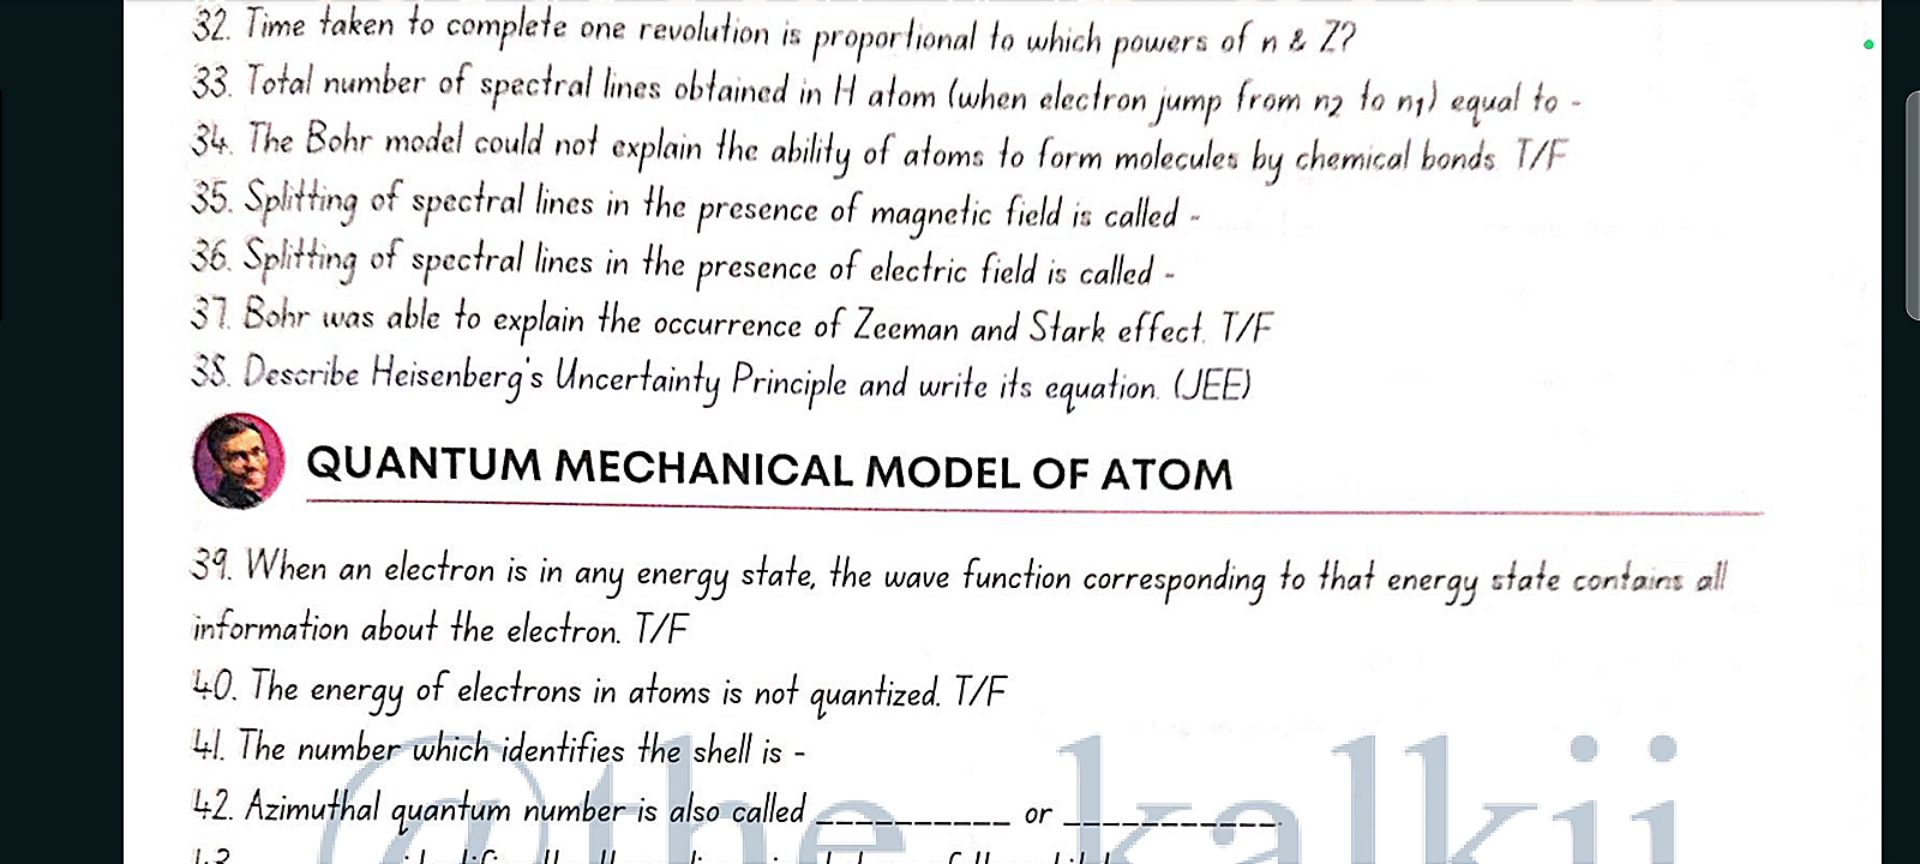 32. Time taken to complete one revolution is proportional to which powers of n & Z?
33. Total number of spectral lines obtained in H atom (when electron jump from n2 to n1) equal to -
34. The Bohr model could not explain the ability of atoms to form molecules by chemical bonds. T/F
35. Splitting of spectral lines in the presence of magnetic field is called -
36. Splitting of spectral lines in the presence of electric field is called -
37. Bohr was able to explain the occurrence of Zeeman and Stark effect. T/F
38. Describe Heisenberg's Uncertainty Principle and write its equation. (JEE)
QUANTUM MECHANICAL MODEL OF ATOM
39. When an electron is in any energy state, the wave function corresponding to that energy state contains all
information about the electron. T/F
40. The energy of electrons in atoms is not quantized. T/F
41. The number which identifies the shell is -
42. Azimuthal quantum number is also called ___________ or ____________.
@the kalkii